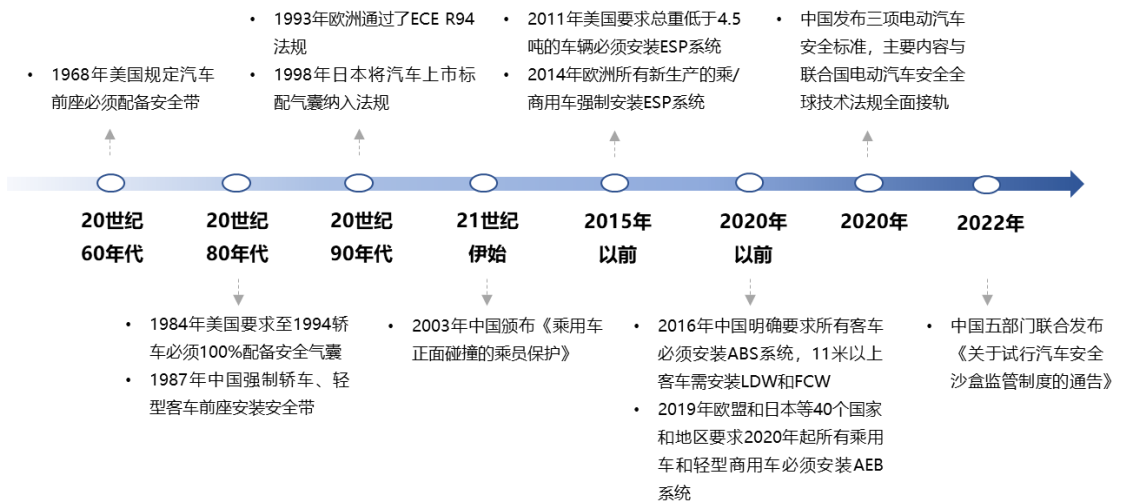 • 1968年美国规定汽车
前座必须配备安全带
• 1993年欧洲通过了ECE R94
法规
• 1998年日本将汽车上市标
配气囊纳入法规
• 2011年美国要求总重低于4.5
吨的车辆必须安装ESP系统
• 2014年欧洲所有新生产的乘/
商用车强制安装ESP系统
• 中国发布三项电动汽车
安全标准，主要内容与
联合国电动汽车安全全
球技术法规全面接轨
20世纪
60年代
20世纪
80年代
20世纪
90年代
21世纪
伊始
2015年
以前
2020年
以前
2020年
2022年
• 1984年美国要求至1994轿
车必须100%配备安全气囊
• 1987年中国强制轿车、轻
型客车前座安装安全带
• 2003年中国颁布《乘用车
正面碰撞的乘员保护》
• 2016年中国明确要求所有客车
必须安装ABS系统，11米以上
客车需安装LDW和FCW
• 2019年欧盟和日本等40个国家
和地区要求2020年起所有乘用
车和轻型商用车必须安装AEB
系统
• 中国五部门联合发布
《关于试行汽车安全
沙盒监管制度的通告》